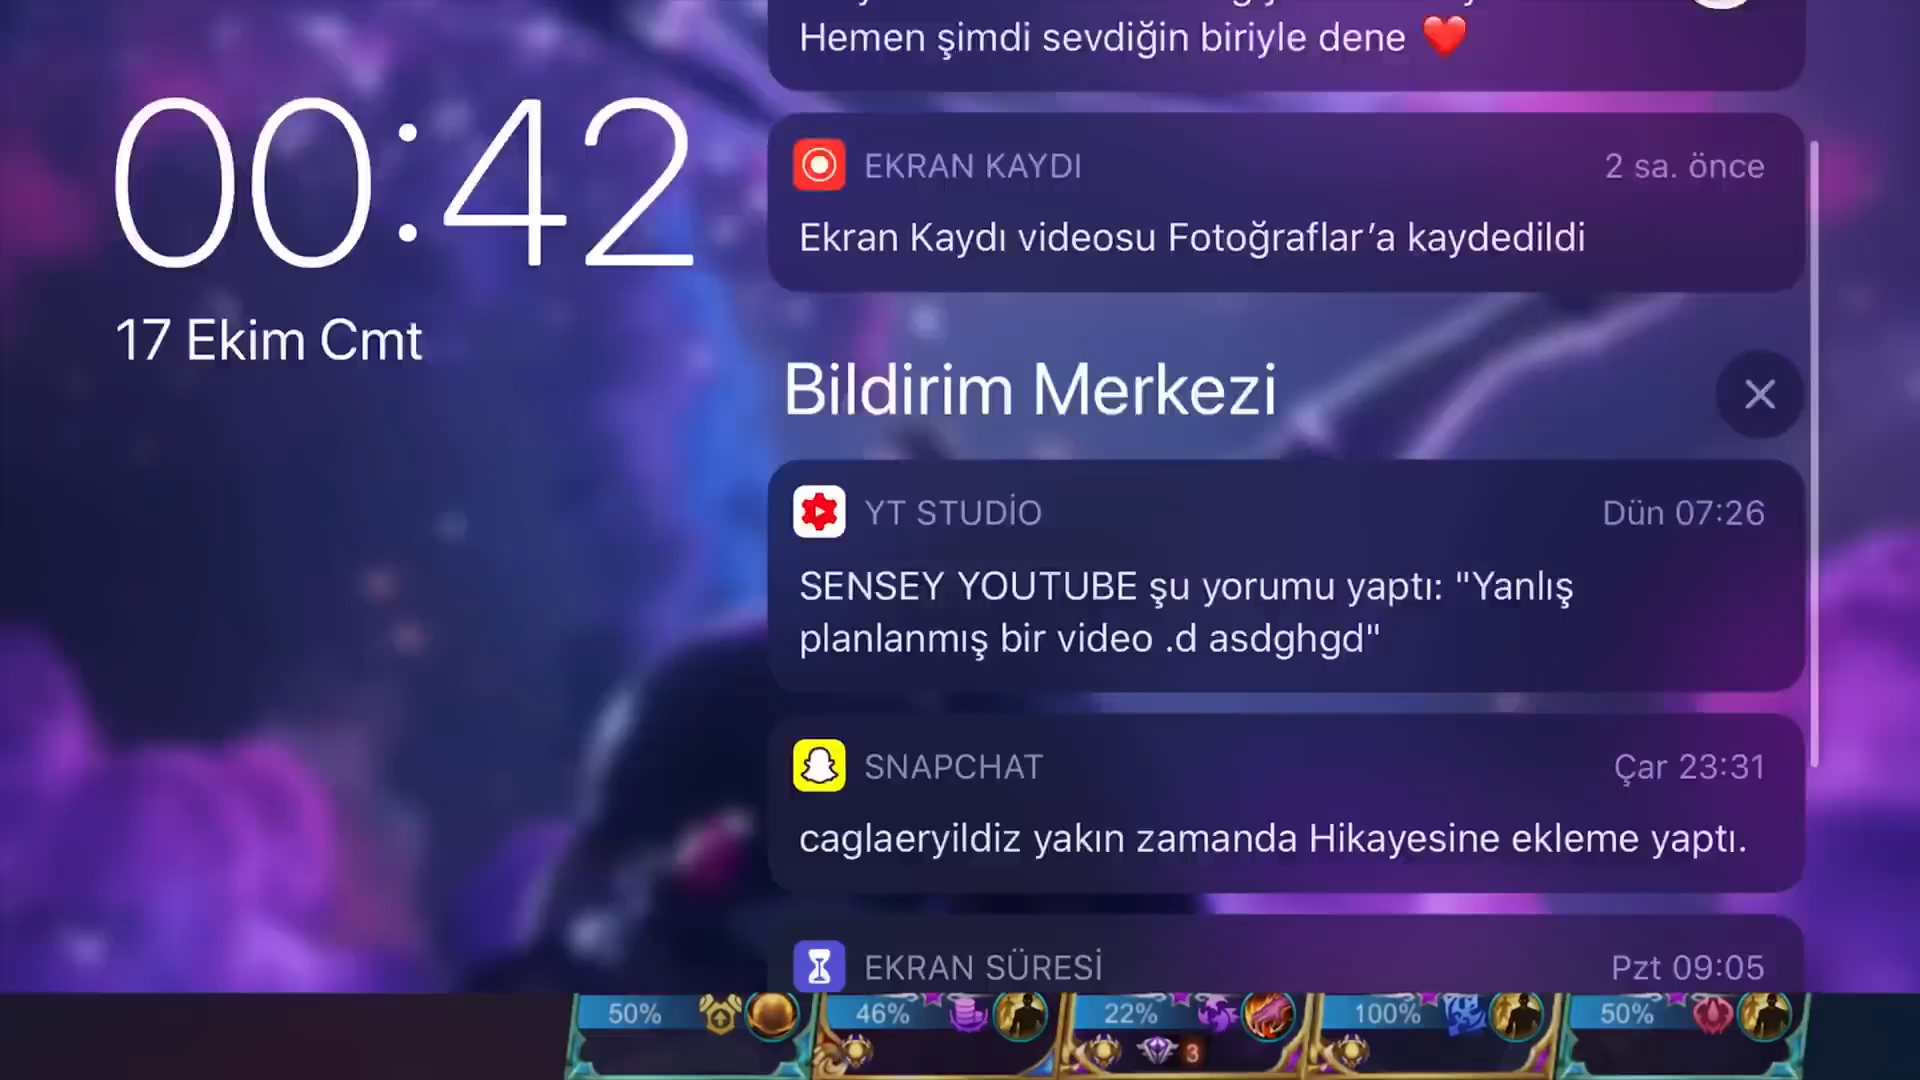 Hemen şimdi sevdiğin biriyle dene ❤️
00:42
17 Ekim Cmt
EKRAN KAYDI
2 sa. önce
Ekran Kaydı videosu Fotoğraflar’a kaydedildi
Bildirim Merkezi
YT STUDİO
Dün 07:26
SENSEY YOUTUBE şu yorumu yaptı: "Yanlış
planlanmış bir video .d asdghgd"
SNAPCHAT
Çar 23:31
caglaeryildiz yakın zamanda Hikayesine ekleme yaptı.
EKRAN SÜRESİ
Pzt 09:05
50%
46%
22%
100%
50%
3